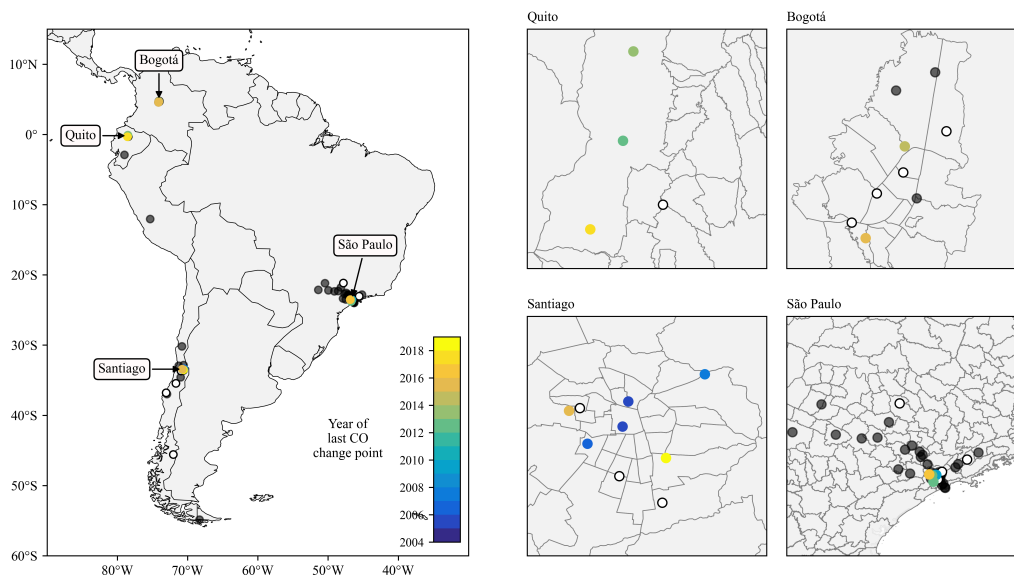 Quito
Bogotá
10°N
0°
10°S
20°S
30°S
40°S
50°S
60°S
Bogotá
Quito
São Paulo
Santiago
Year of
last CO
change point
2018
2016
2014
2012
2010
2008
2006
2004
80°W
70°W
60°W
50°W
40°W
Santiago
São Paulo